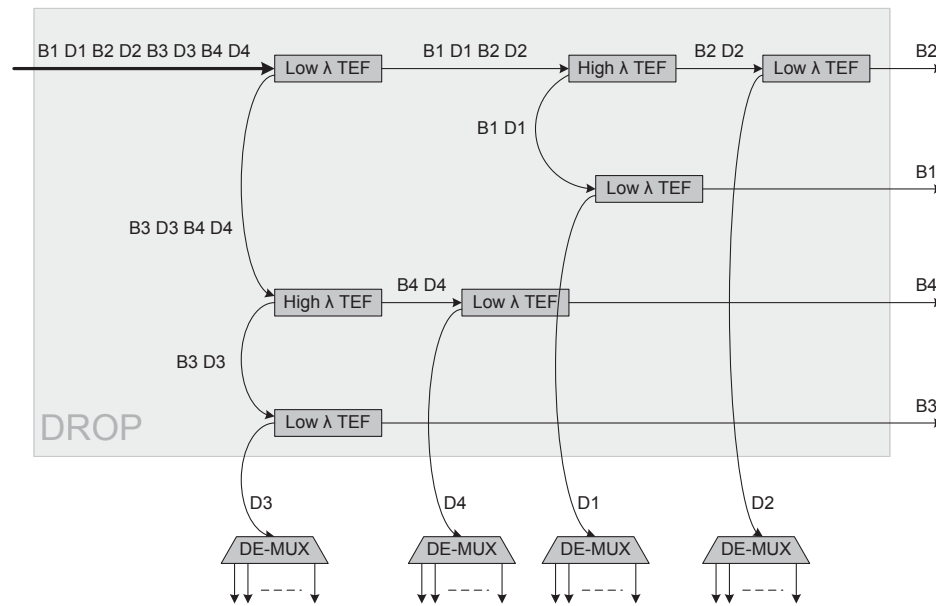 B1 D1 B2 D2 B3 D3 B4 D4
B1 D1 B2 D2
B2 D2
B2
Low λ TEF
High λ TEF
Low λ TEF
B1 D1
B1
Low λ TEF
B3 D3 B4 D4
B4 D4
B4
High λ TEF
Low λ TEF
B3 D3
B3
Low λ TEF
DROP
D3
D4
D1
D2
DE-MUX
DE-MUX
DE-MUX
DE-MUX